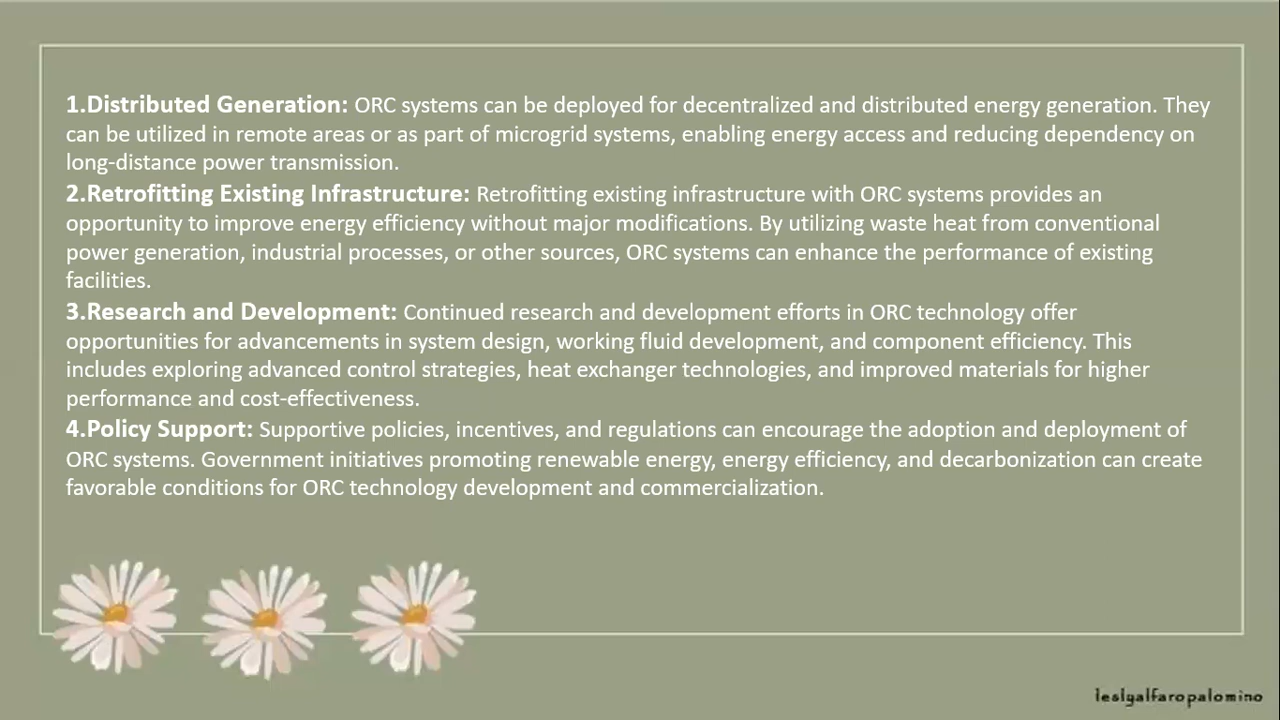 1.Distributed Generation: ORC systems can be deployed for decentralized and distributed energy generation. They
can be utilized in remote areas or as part of microgrid systems, enabling energy access and reducing dependency on
long-distance power transmission.
2.Retrofitting Existing Infrastructure: Retrofitting existing infrastructure with ORC systems provides an
opportunity to improve energy efficiency without major modifications. By utilizing waste heat from conventional
power generation, industrial processes, or other sources, ORC systems can enhance the performance of existing
facilities.
3.Research and Development: Continued research and development efforts in ORC technology offer
opportunities for advancements in system design, working fluid development, and component efficiency. This
includes exploring advanced control strategies, heat exchanger technologies, and improved materials for higher
performance and cost-effectiveness.
4.Policy Support: Supportive policies, incentives, and regulations can encourage the adoption and deployment of
ORC systems. Government initiatives promoting renewable energy, energy efficiency, and decarbonization can create
favorable conditions for ORC technology development and commercialization.
leslyalfaropalomino